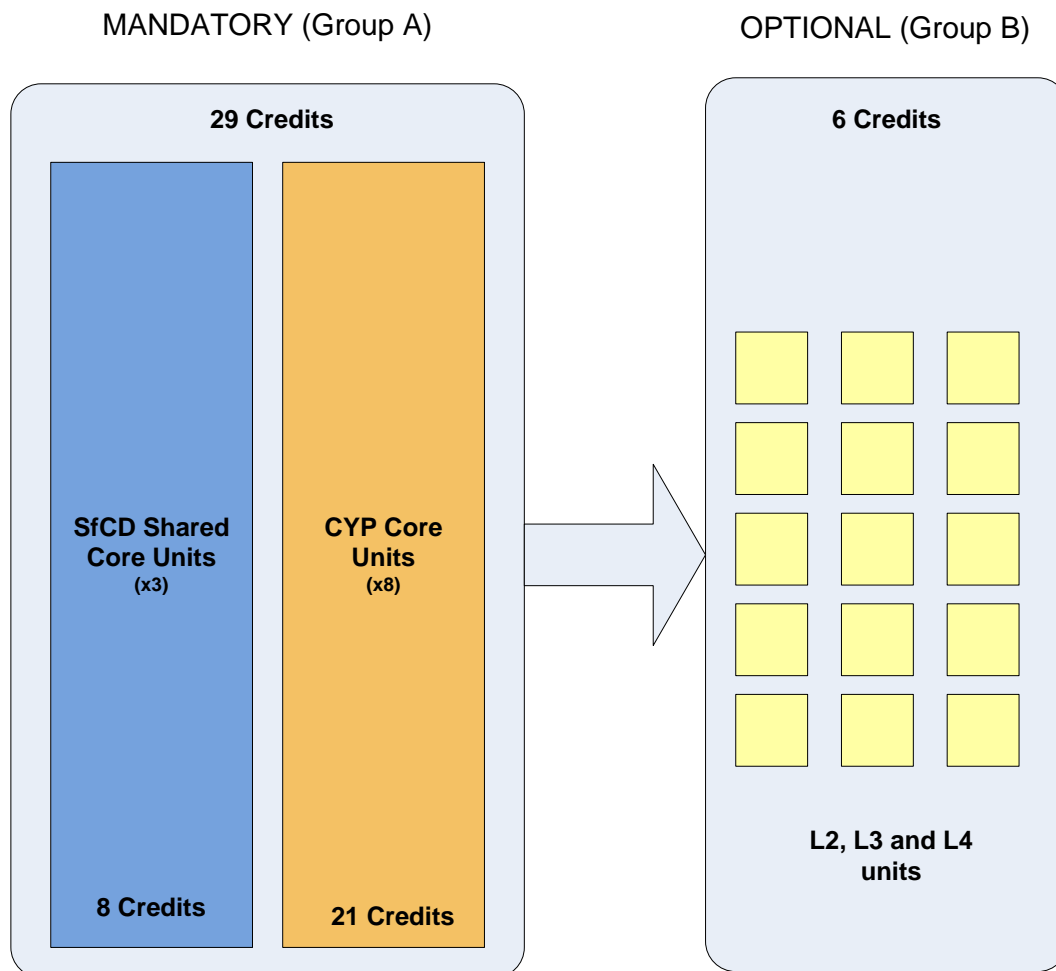 MANDATORY (Group A)
OPTIONAL (Group B)
29 Credits
6 Credits
SfCD Shared
Core Units
(x3)
CYP Core
Units
(x8)
8 Credits
21 Credits
L2, L3 and L4
units